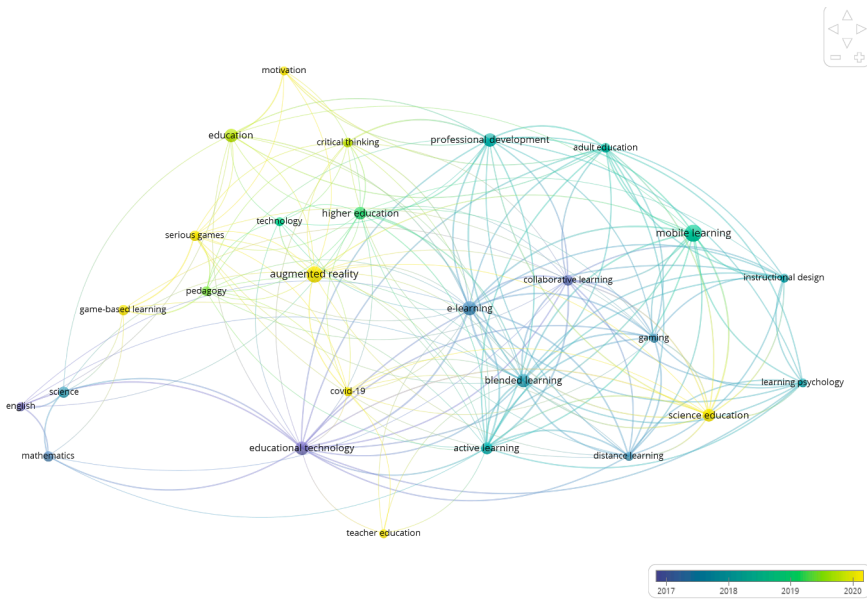 motivation
education
critical thinking
professional development
adult education
technology
higher education
serious games
mobile learning
augmented reality
collaborative learning
instructional design
pedagogy
game-based learning
e-learning
gaming
blended learning
learning psychology
covid-19
science
english
science education
mathematics
educational technology
active learning
distance learning
teacher education
2017 2018 2019 2020